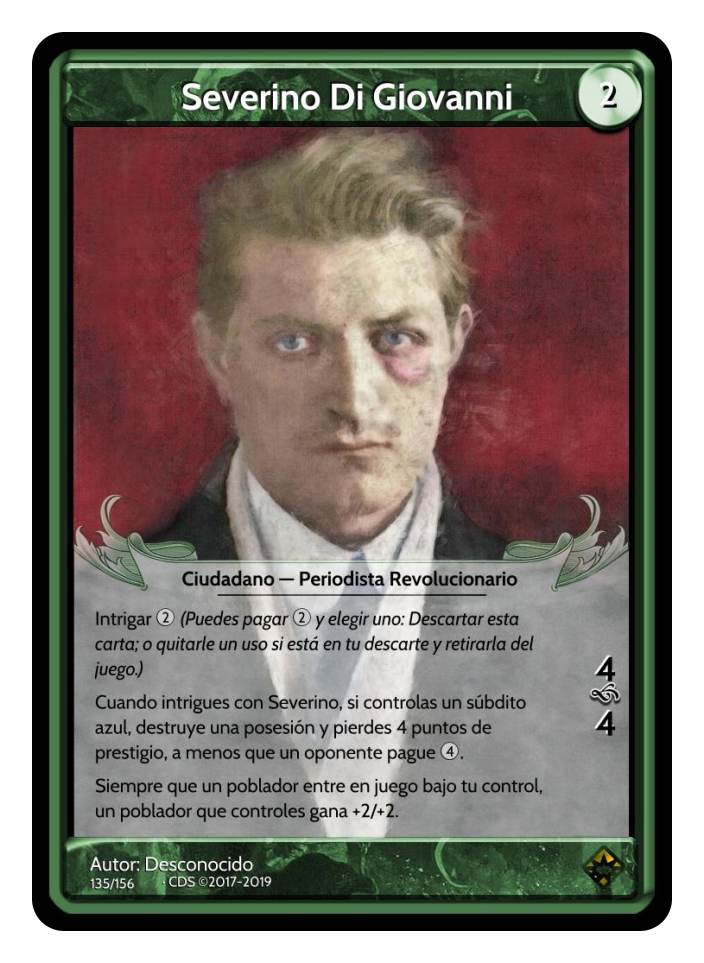 Severino Di Giovanni
2
Ciudadano — Periodista Revolucionario
Intrigar ② (Puedes pagar ② y elegir uno: Descartar esta
carta; o quitarle un uso si está en tu descarte y retirarla del
juego.)
Cuando intrigues con Severino, si controlas un súbdito
azul, destruye una posesión y pierdes 4 puntos de
prestigio, a menos que un oponente pague ④.
Siempre que un poblador entre en juego bajo tu control,
un poblador que controles gana +2/+2.
4
4
Autor: Desconocido
135/156 · CDS ©2017-2019